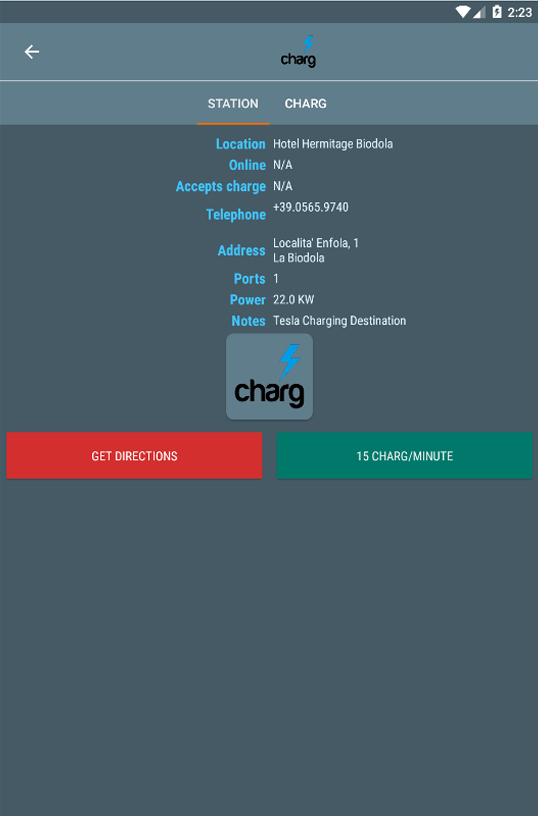 2:23
charg
STATION CHARG
Location Hotel Hermitage Biodola
Online N/A
Accepts charge N/A
Telephone +39.0565.9740
Address Localita' Enfola, 1
La Biodola
Ports 1
Power 22.0 KW
Notes Tesla Charging Destination
charg
GET DIRECTIONS 15 CHARG/MINUTE